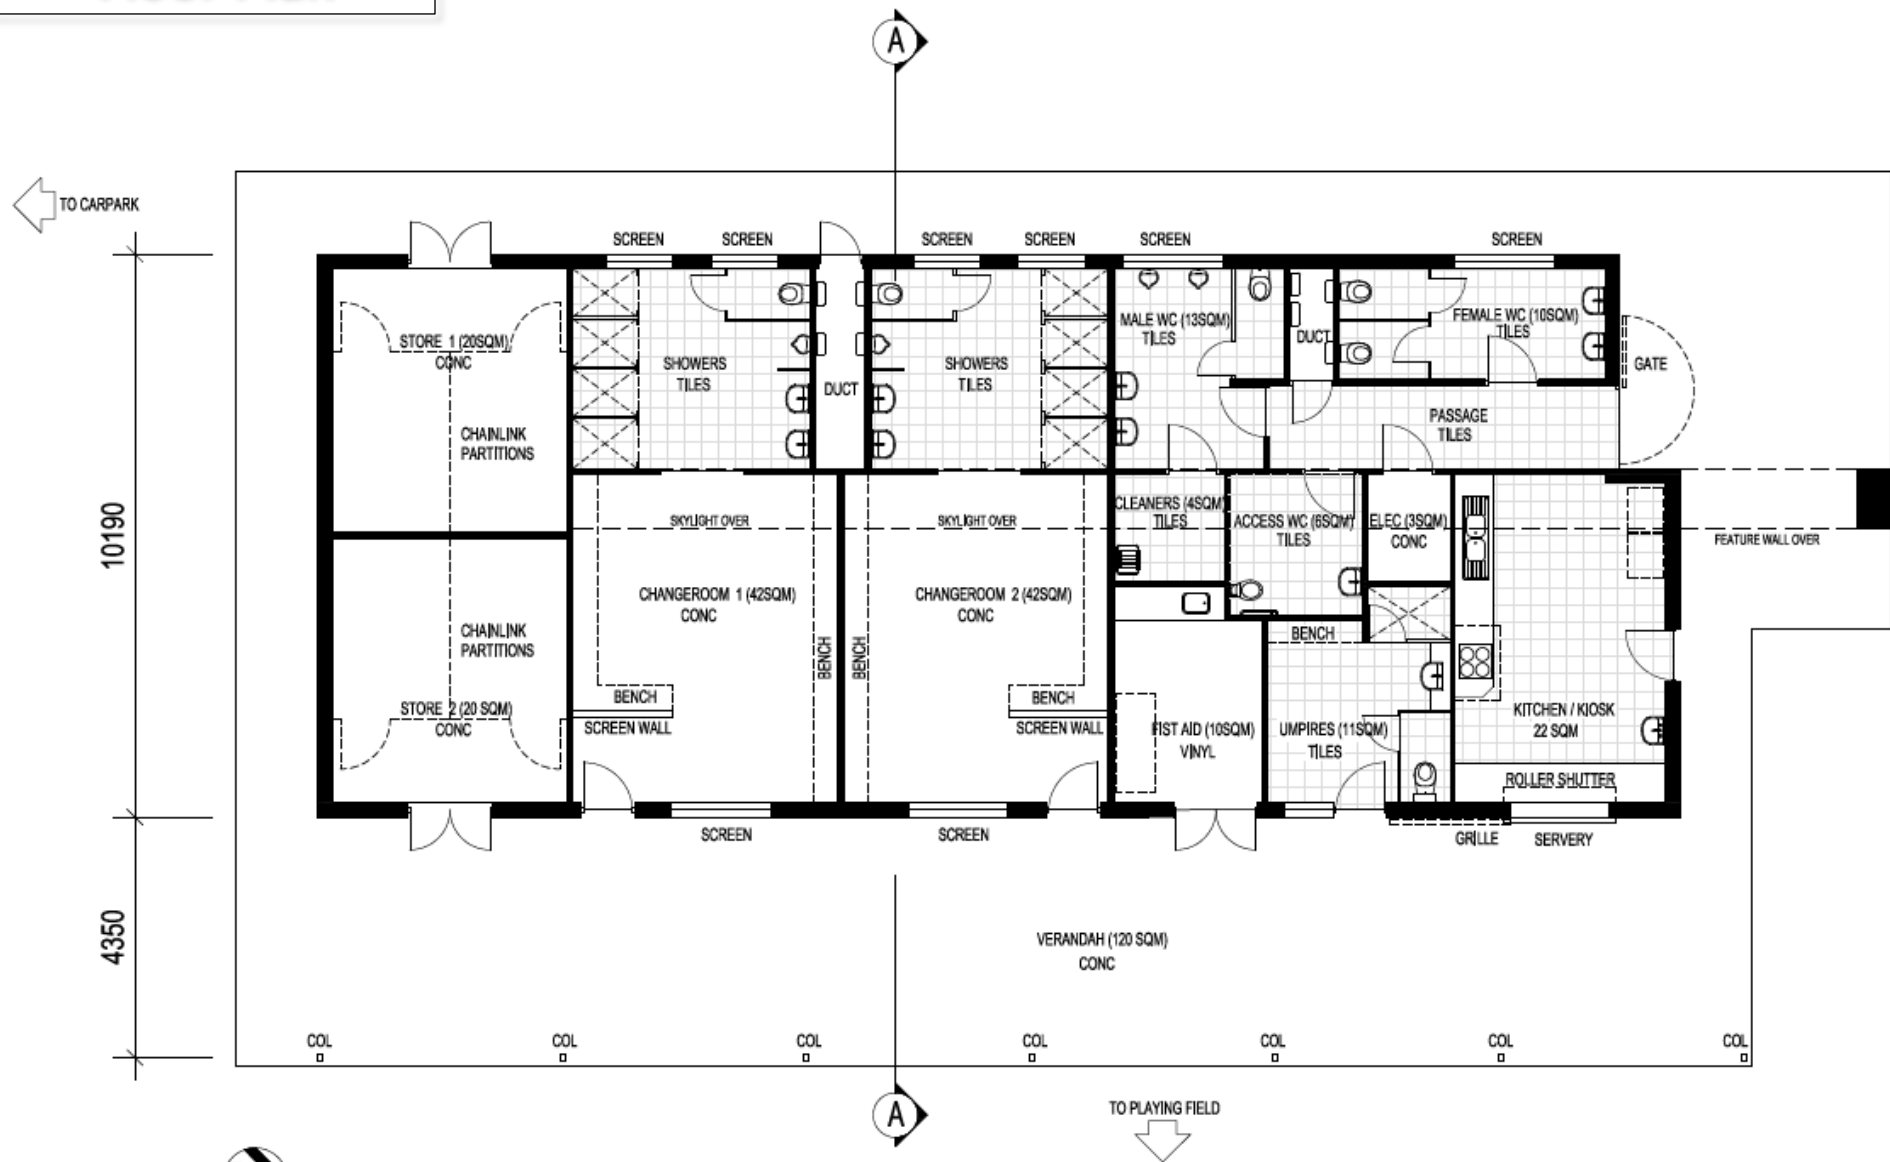 A
TO CARPARK
SCREEN
SCREEN
SCREEN
SCREEN
SCREEN
SCREEN
STORE 1 (20SQM)
CONC
SHOWERS
TILES
DUCT
SHOWERS
TILES
MALE WC (13SQM)
TILES
DUCT
FEMALE WC (10SQM)
TILES
GATE
PASSAGE
TILES
CHAINLINK
PARTITIONS
10190
SKYLIGHT OVER
SKYLIGHT OVER
CLEANERS (4SQM)
TILES
ACCESS WC (6SQM)
TILES
ELEC (3SQM)
CONC
FEATURE WALL OVER
CHANGEROOM 1 (42SQM)
CONC
CHANGEROOM 2 (42SQM)
CONC
CHAINLINK
PARTITIONS
BENCH
BENCH
BENCH
BENCH
BENCH
STORE 2 (20 SQM)
CONC
SCREEN WALL
SCREEN WALL
FIST AID (10SQM)
VINYL
UMPIRES (11SQM)
TILES
KITCHEN / KIOSK
22 SQM
ROLLER SHUTTER
SCREEN
SCREEN
GRILLE
SERVERY
4350
VERANDAH (120 SQM)
CONC
COL
COL
COL
COL
COL
COL
COL
A
TO PLAYING FIELD